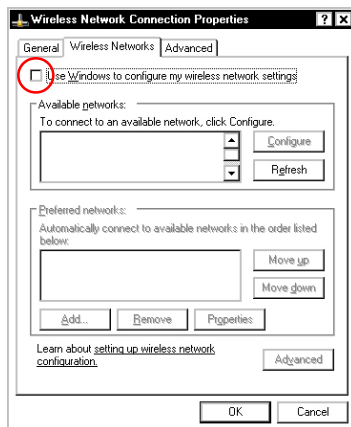 Wireless Network Connection Properties
General Wireless Networks Advanced
Use Windows to configure my wireless network settings
Available networks:
To connect to an available network, click Configure.
Configure
Refresh
Preferred networks:
Automatically connect to available networks in the order listed
below:
Move up
Move down
Add... Remove Properties
Learn about setting up wireless network
configuration.
Advanced
OK Cancel